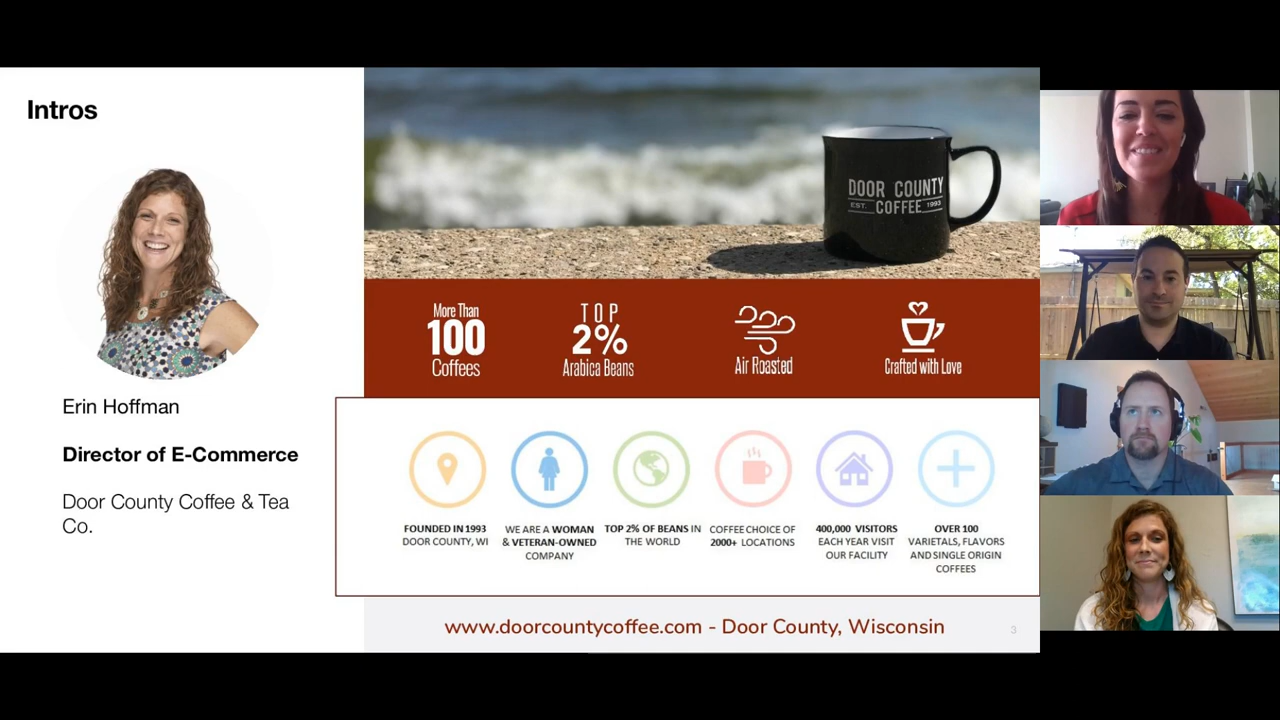 Intros
Erin Hoffman
Director of E-Commerce
Door County Coffee & Tea
Co.
DOOR COUNTY
EST. COFFEE 1993
More Than
100
Coffees
TOP
2%
Arabica Beans
Air Roasted
Crafted with Love
FOUNDED IN 1993
DOOR COUNTY, WI
WE ARE A WOMAN
& VETERAN-OWNED
COMPANY
TOP 2% OF BEANS IN
THE WORLD
COFFEE CHOICE OF
2000+ LOCATIONS
400,000 VISITORS
EACH YEAR VISIT
OUR FACILITY
OVER 100
VARIETALS, FLAVORS
AND SINGLE ORIGIN
COFFEES
www.doorcountycoffee.com - Door County, Wisconsin
3